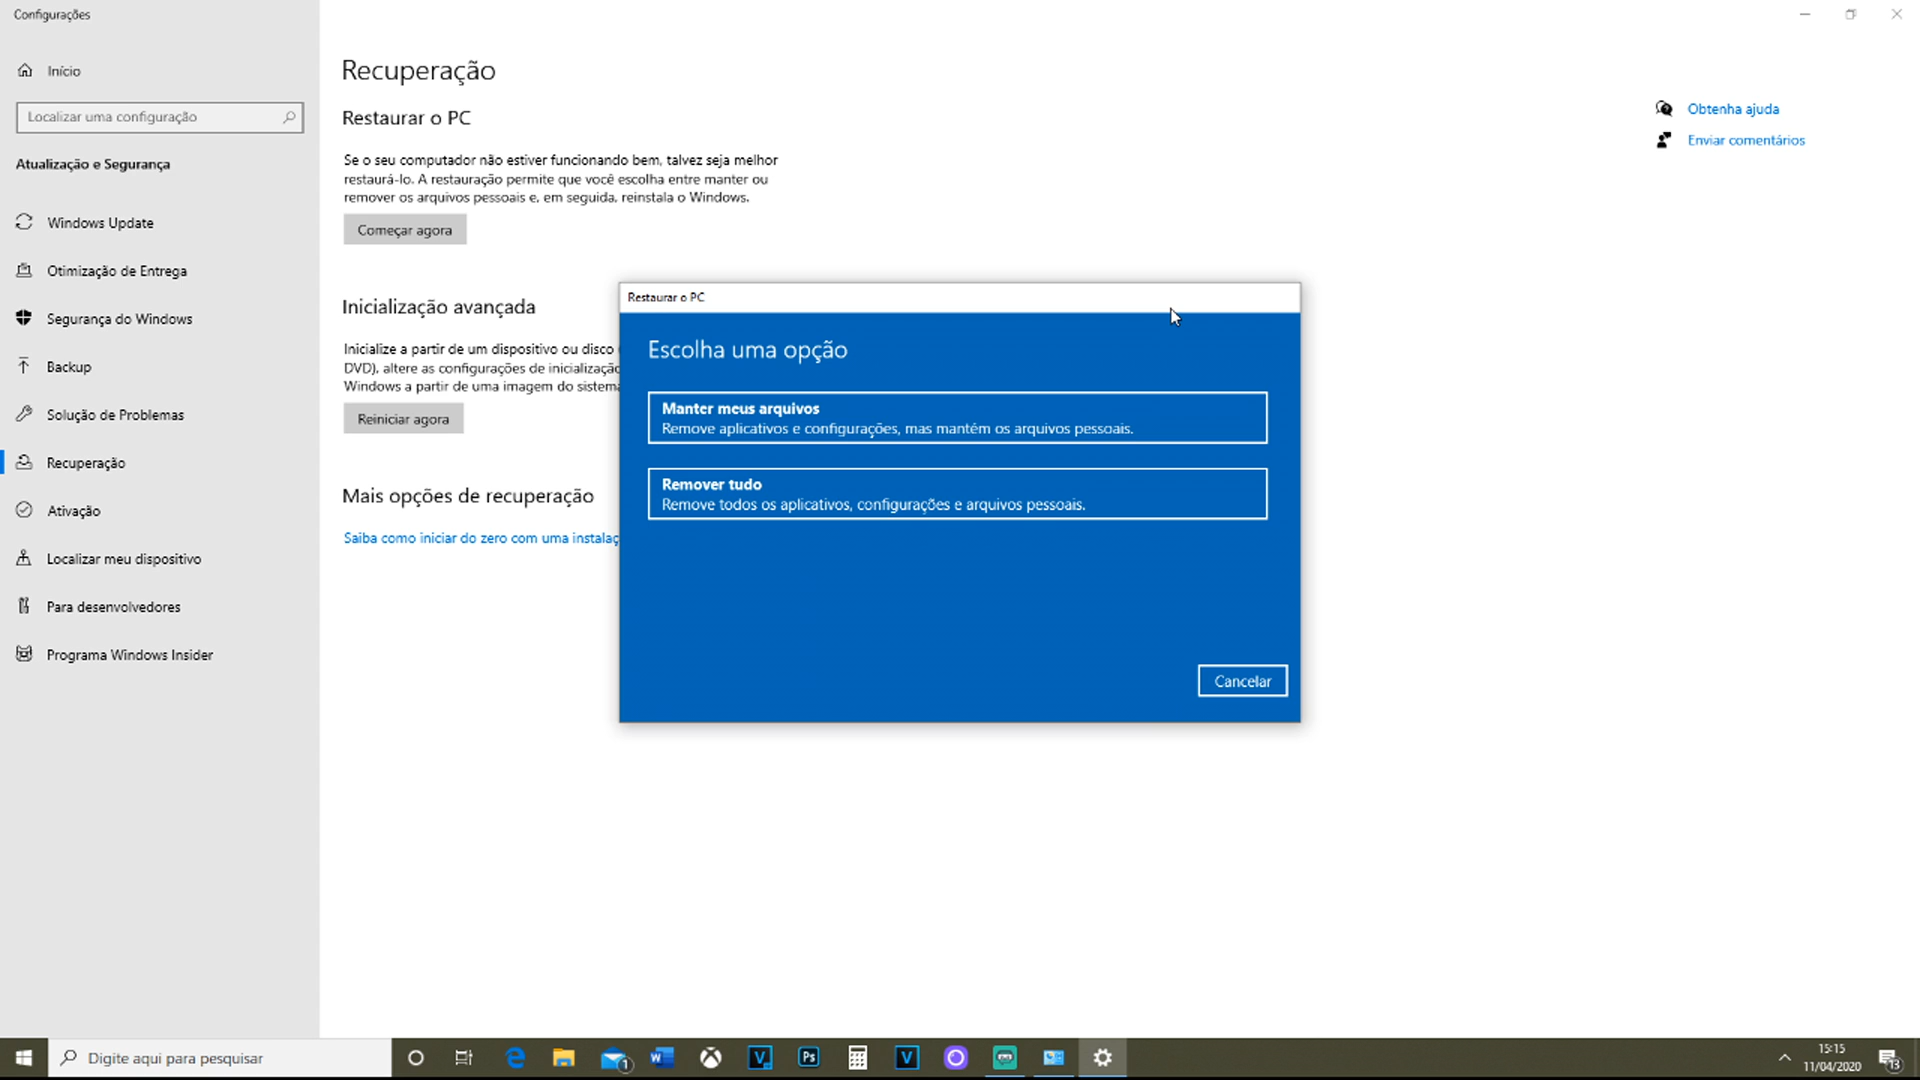 Configurações
Início
Localizar uma configuração
Atualização e Segurança
Windows Update
Otimização de Entrega
Segurança do Windows
Backup
Solução de Problemas
Recuperação
Ativação
Localizar meu dispositivo
Para desenvolvedores
Programa Windows Insider
Recuperação
Restaurar o PC
Se o seu computador não estiver funcionando bem, talvez seja melhor
restaurá-lo. A restauração permite que você escolha entre manter ou
remover os arquivos pessoais e, em seguida, reinstala o Windows.
Começar agora
Inicialização avançada
Inicialize a partir de um dispositivo ou disco
DVD), altere as configurações de inicialização
Windows a partir de uma imagem do sistema
Reiniciar agora
Mais opções de recuperação
Saiba como iniciar do zero com uma instalaç
Obtenha ajuda
Enviar comentários
Restaurar o PC
Escolha uma opção
Manter meus arquivos
Remove aplicativos e configurações, mas mantém os arquivos pessoais.
Remover tudo
Remove todos os aplicativos, configurações e arquivos pessoais.
Cancelar
Digite aqui para pesquisar
1
W
V
Ps
V
15:15
11/04/2020
13